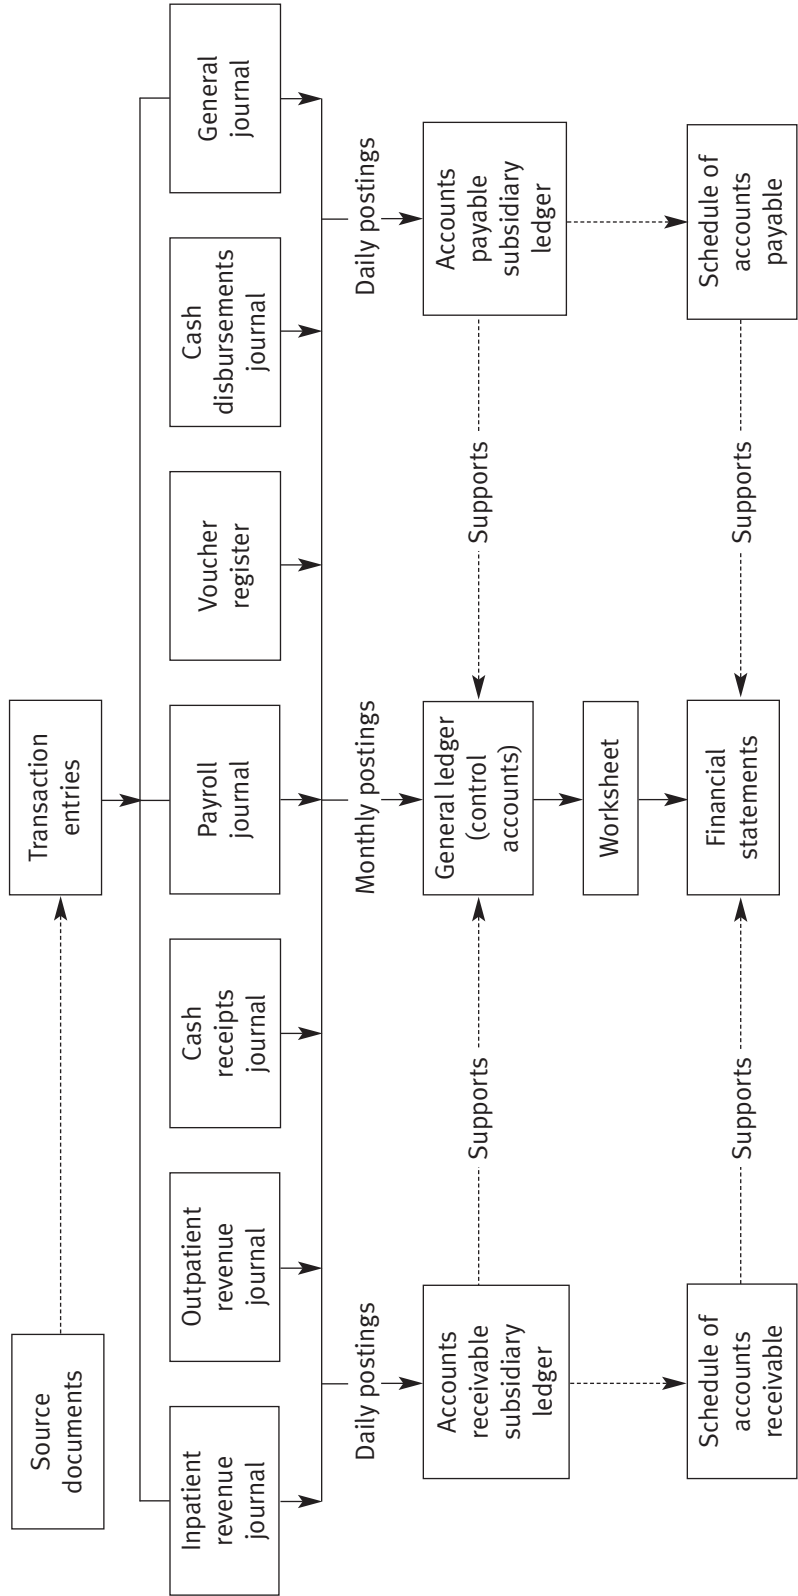 Source
documents
Transaction
entries
Inpatient
revenue
journal
Outpatient
revenue
journal
Cash
receipts
journal
Payroll
journal
Voucher
register
Cash
disbursements
journal
General
journal
Daily postings
Monthly postings
Daily postings
Accounts
receivable
subsidiary
ledger
Supports
General ledger
(control
accounts)
Supports
Accounts
payable
subsidiary
ledger
Worksheet
Schedule of
accounts
receivable
Supports
Financial
statements
Supports
Schedule of
accounts
payable